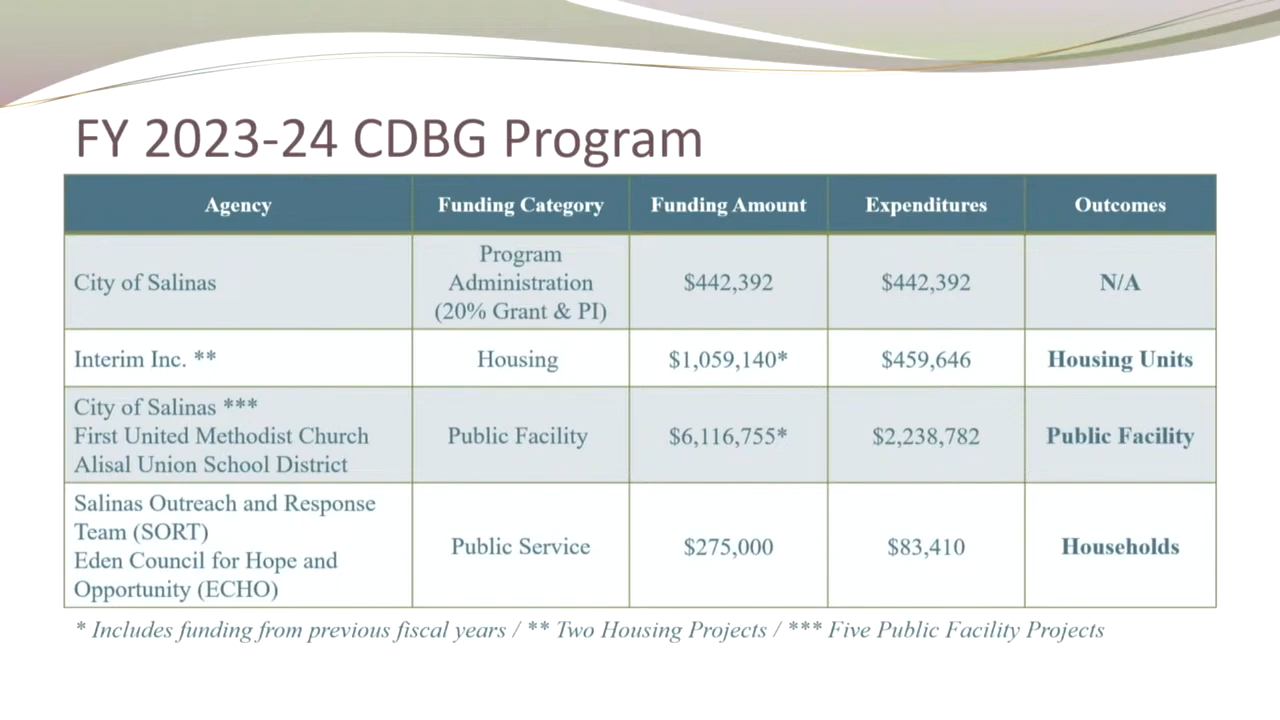 FY 2023-24 CDBG Program
Agency
Funding Category
Funding Amount
Expenditures
Outcomes
City of Salinas
Program
Administration
(20% Grant & PI)
$442,392
$442,392
N/A
Interim Inc. **
Housing
$1,059,140*
$459,646
Housing Units
City of Salinas ***
First United Methodist Church
Alisal Union School District
Public Facility
$6,116,755*
$2,238,782
Public Facility
Salinas Outreach and Response
Team (SORT)
Eden Council for Hope and
Opportunity (ECHO)
Public Service
$275,000
$83,410
Households
* Includes funding from previous fiscal years / ** Two Housing Projects / *** Five Public Facility Projects